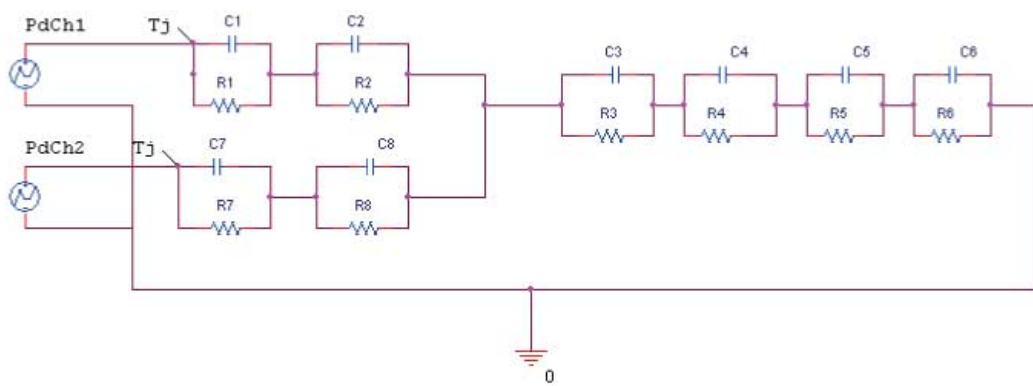 PdCh1
Tj
C1
C2
R1
R2
C3
C4
C5
C6
R3
R4
R5
R6
PdCh2
Tj
C7
C8
R7
R8
0